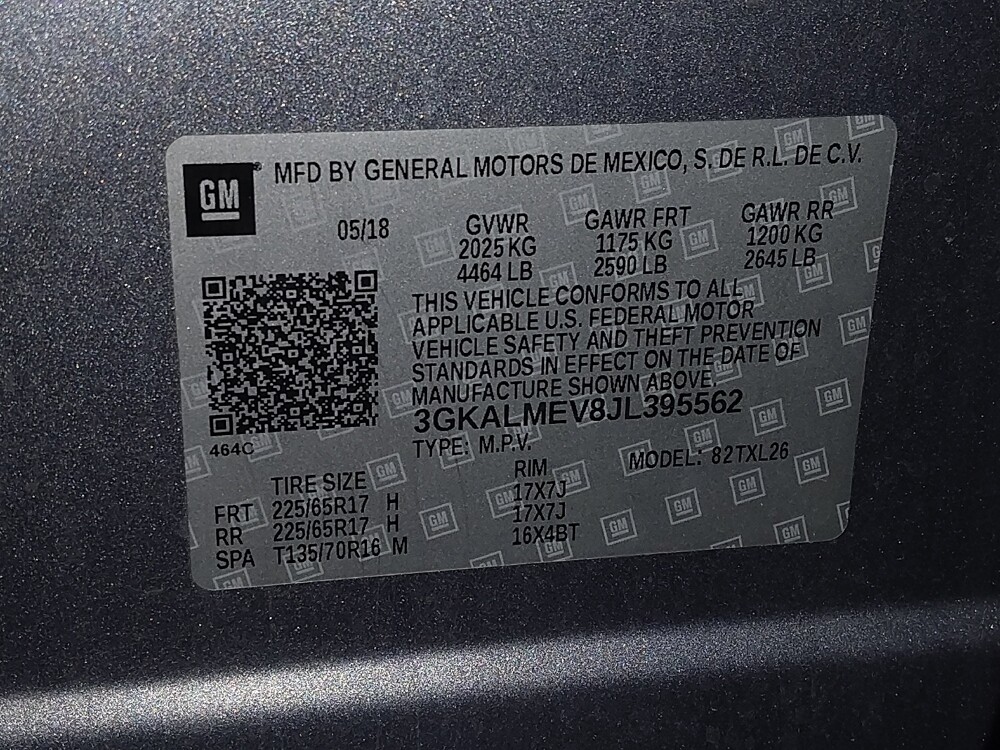 GM
MFD BY GENERAL MOTORS DE MEXICO, S. DE R.L. DE C.V.
05/18 GVWR GAWR FRT GAWR RR
2025 KG 1175 KG 1200 KG
4464 LB 2590 LB 2645 LB
THIS VEHICLE CONFORMS TO ALL
APPLICABLE U.S. FEDERAL MOTOR
VEHICLE SAFETY AND THEFT PREVENTION
STANDARDS IN EFFECT ON THE DATE OF
MANUFACTURE SHOWN ABOVE.
3GKALMEV8JL395562
464C
TYPE: M.P.V. MODEL: 82TXL26
TIRE SIZE RIM
FRT 225/65R17 H 17X7J
RR 225/65R17 H 17X7J
SPA T135/70R16 M 16X4BT